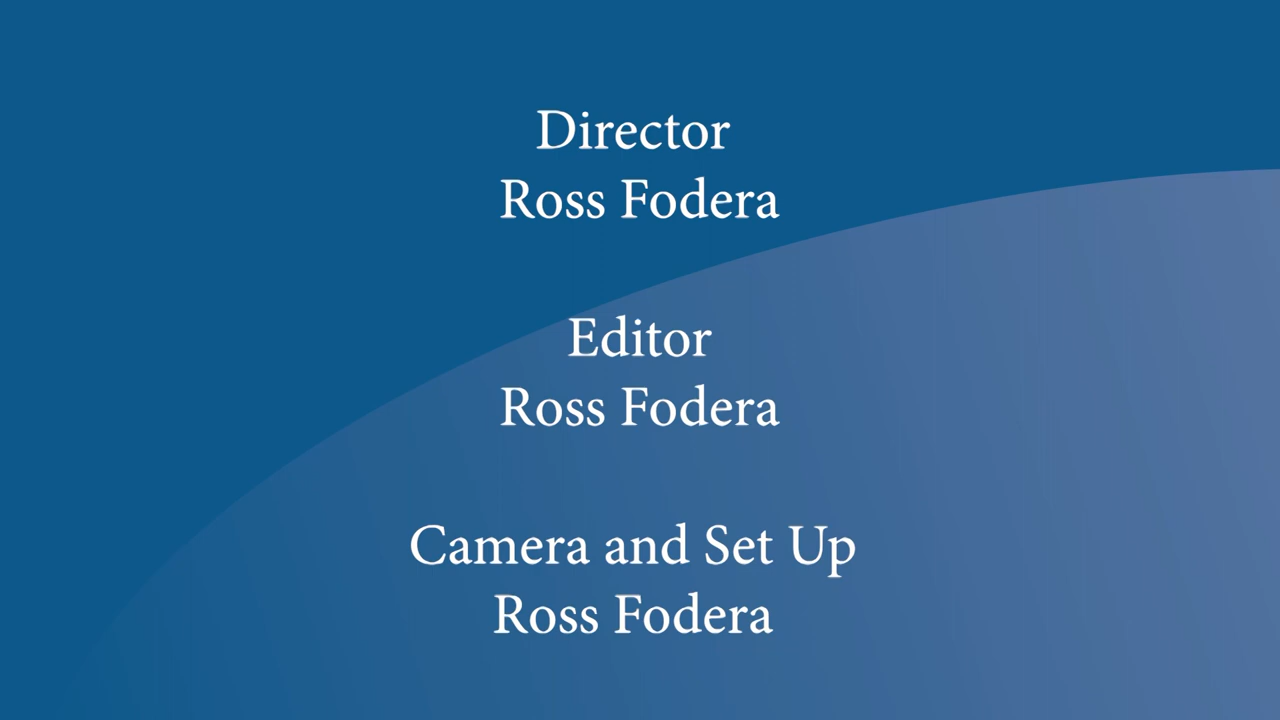 Director
Ross Fodera
Editor
Ross Fodera
Camera and Set Up
Ross Fodera